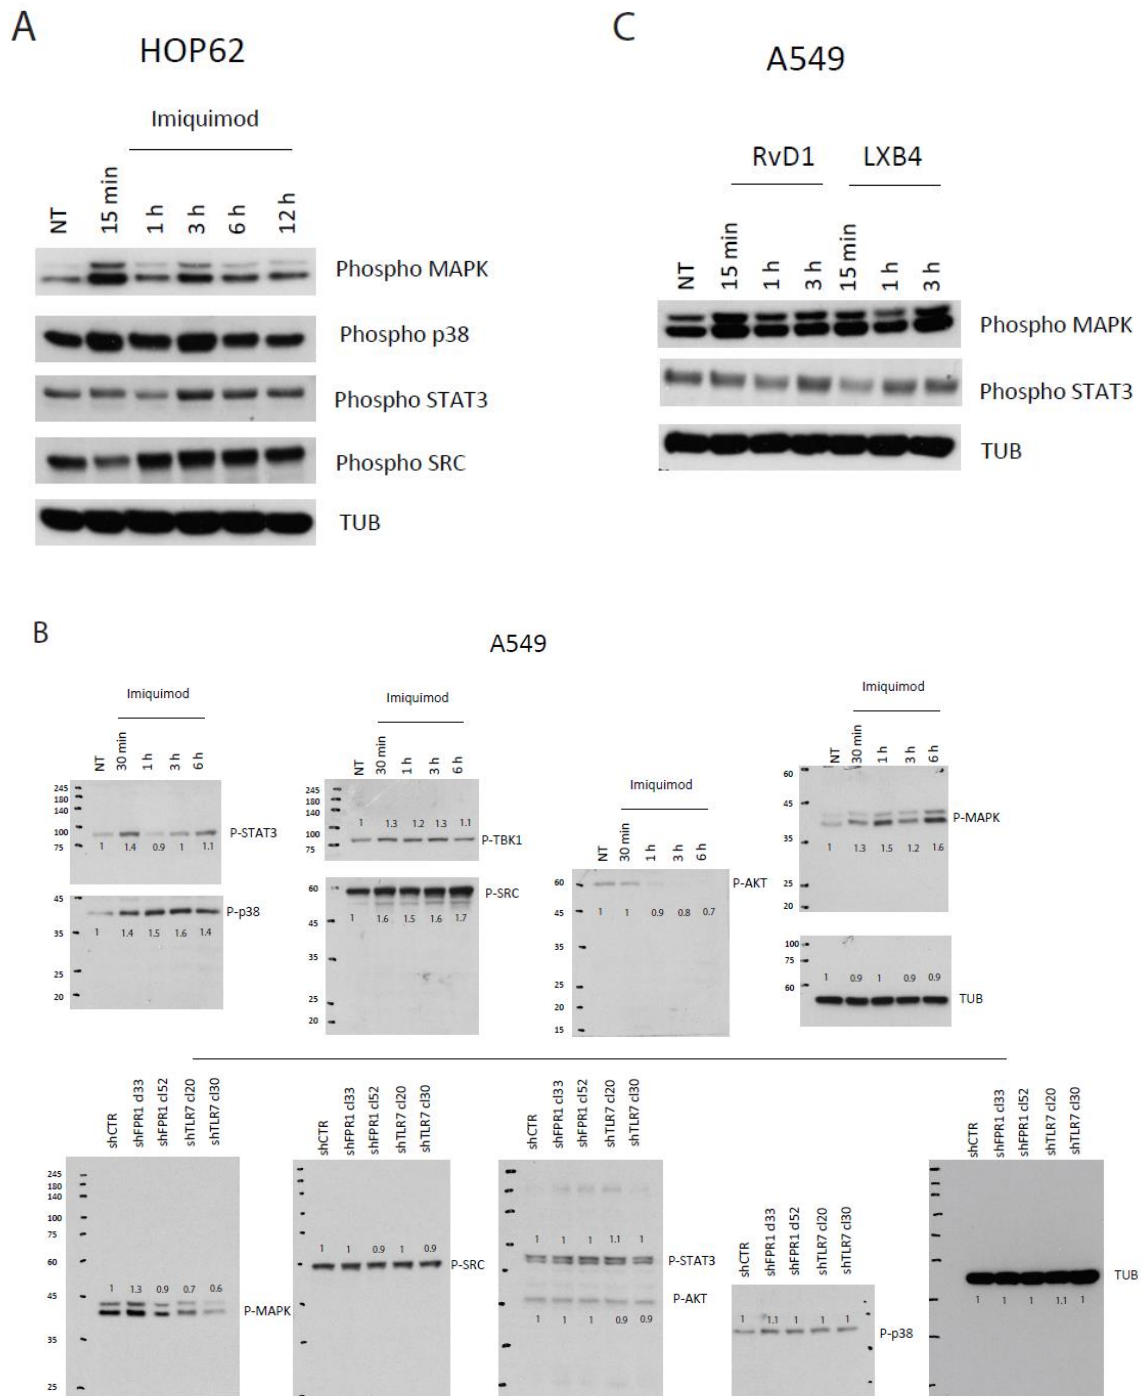 A
HOP62
Imiquimod
NT
15 min
1 h
3 h
6 h
12 h
Phospho MAPK
Phospho p38
Phospho STAT3
Phospho SRC
TUB
C
A549
RvD1
LXB4
NT
15 min
1 h
3 h
15 min
1 h
3 h
Phospho MAPK
Phospho STAT3
TUB
B
A549
Imiquimod
NT
30 min
1 h
3 h
6 h
245
180
140
100
75
P-STAT3
1 1.4 0.9 1 1.1
45
35
25
20
P-p38
1 1.4 1.5 1.6 1.4
Imiquimod
NT
30 min
1 h
3 h
6 h
245
180
140
100
75
1 1.3 1.2 1.3 1.1
P-TBK1
60
45
35
25
20
P-SRC
1 1.6 1.5 1.6 1.7
Imiquimod
NT
30 min
1 h
3 h
6 h
60
45
35
25
20
15
P-AKT
1 1 0.9 0.8 0.7
Imiquimod
NT
30 min
1 h
3 h
6 h
60
45
35
25
20
P-MAPK
1 1.3 1.5 1.2 1.6
100
75
60
1 0.9 1 0.9 0.9
TUB
shCTR
shFPR1 cl33
shFPR1 cl52
shTLR7 cl20
shTLR7 cl30
245
180
140
100
75
60
45
35
25
1 1.3 0.9 0.7 0.6
P-MAPK
shCTR
shFPR1 cl33
shFPR1 cl52
shTLR7 cl20
shTLR7 cl30
1 1 0.9 1 0.9
P-SRC
shCTR
shFPR1 cl33
shFPR1 cl52
shTLR7 cl20
shTLR7 cl30
1 1 1 1.1 1
P-STAT3
P-AKT
1 1 1 0.9 0.9
shCTR
shFPR1 cl33
shFPR1 cl52
shTLR7 cl20
shTLR7 cl30
1 1.1 1 1 1
P-p38
shCTR
shFPR1 cl33
shFPR1 cl52
shTLR7 cl20
shTLR7 cl30
TUB
1 1 1 1.1 1